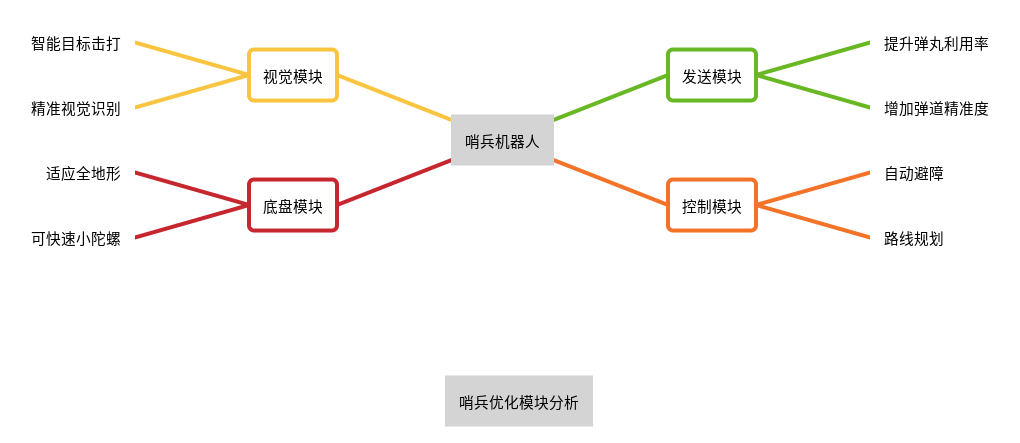 智能目标击打
精准视觉识别
视觉模块
适应全地形
可快速小陀螺
底盘模块
哨兵机器人
发送模块
提升弹丸利用率
增加弹道精准度
控制模块
自动避障
路线规划
哨兵优化模块分析